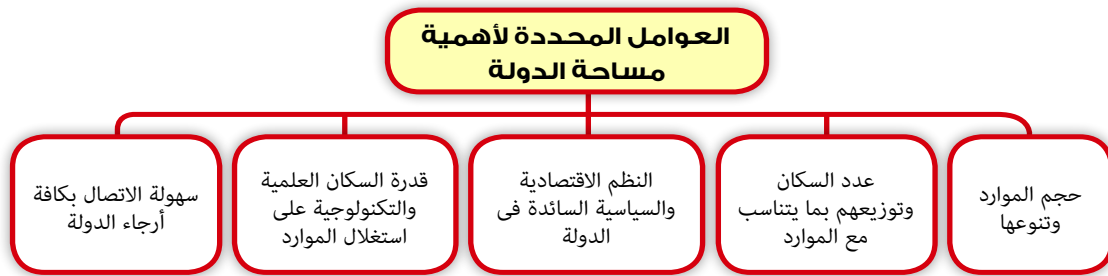 العوامل المحددة لأهمية
مساحة الدولة
حجم الموارد
وتنوعها
عدد السكان
وتوزيعهم بما يتناسب
مع الموارد
النظم الاقتصادية
والسياسية السائدة فى
الدولة
قدرة السكان العلمية
والتكنولوجية على
استغلال الموارد
سهولة الاتصال بكافة
أرجاء الدولة